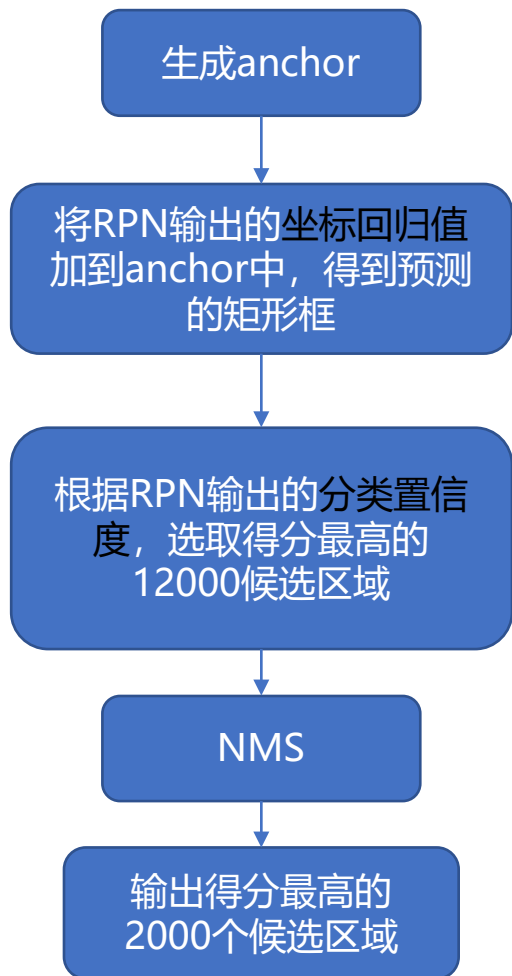 生成anchor
将RPN输出的坐标回归值
加到anchor中，得到预测
的矩形框
根据RPN输出的分类置信
度，选取得分最高的
12000候选区域
NMS
输出得分最高的
2000个候选区域